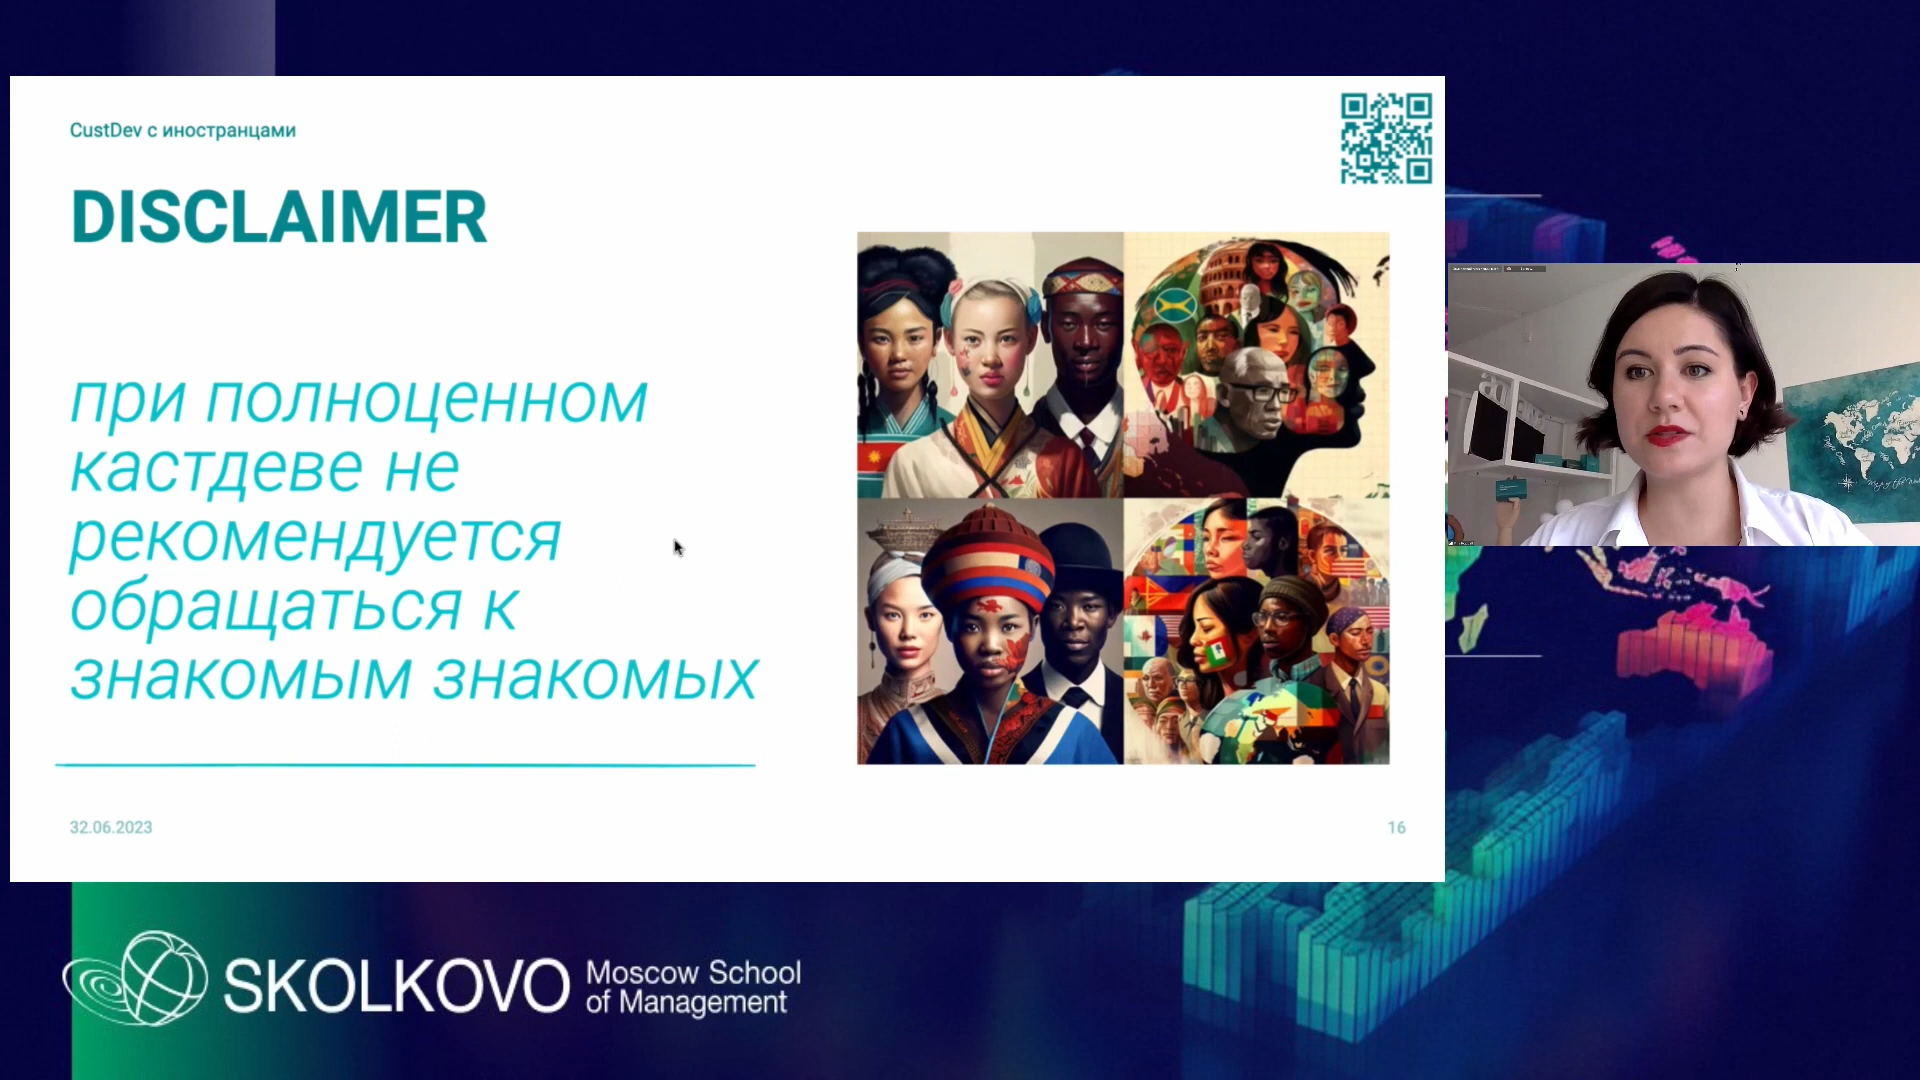 CustDev с иностранцами
DISCLAIMER
при полноценном
кастдеве не
рекомендуется
обращаться к
знакомым знакомых
32.06.2023
16
SKOLKOVO
Moscow School
of Management